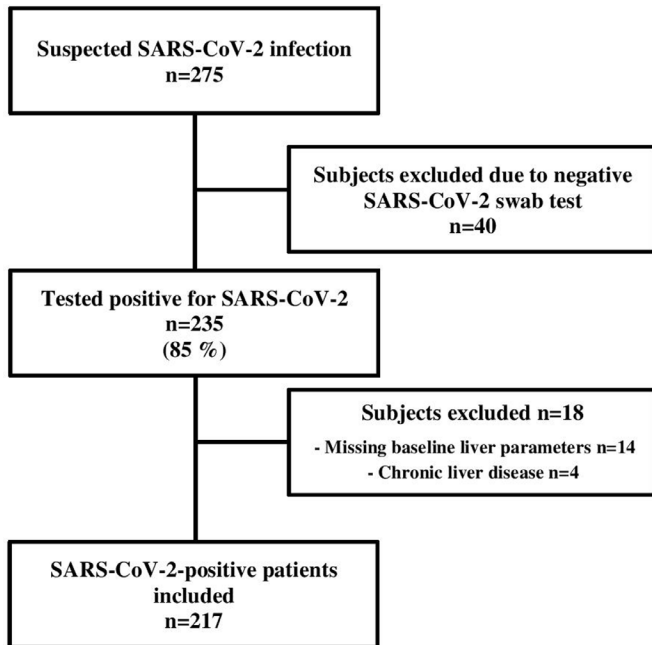 Suspected SARS-CoV-2 infection
n=275
Subjects excluded due to negative
SARS-CoV-2 swab test
n=40
Tested positive for SARS-CoV-2
n=235
(85 %)
Subjects excluded n=18
- Missing baseline liver parameters n=14
- Chronic liver disease n=4
SARS-CoV-2-positive patients
included
n=217